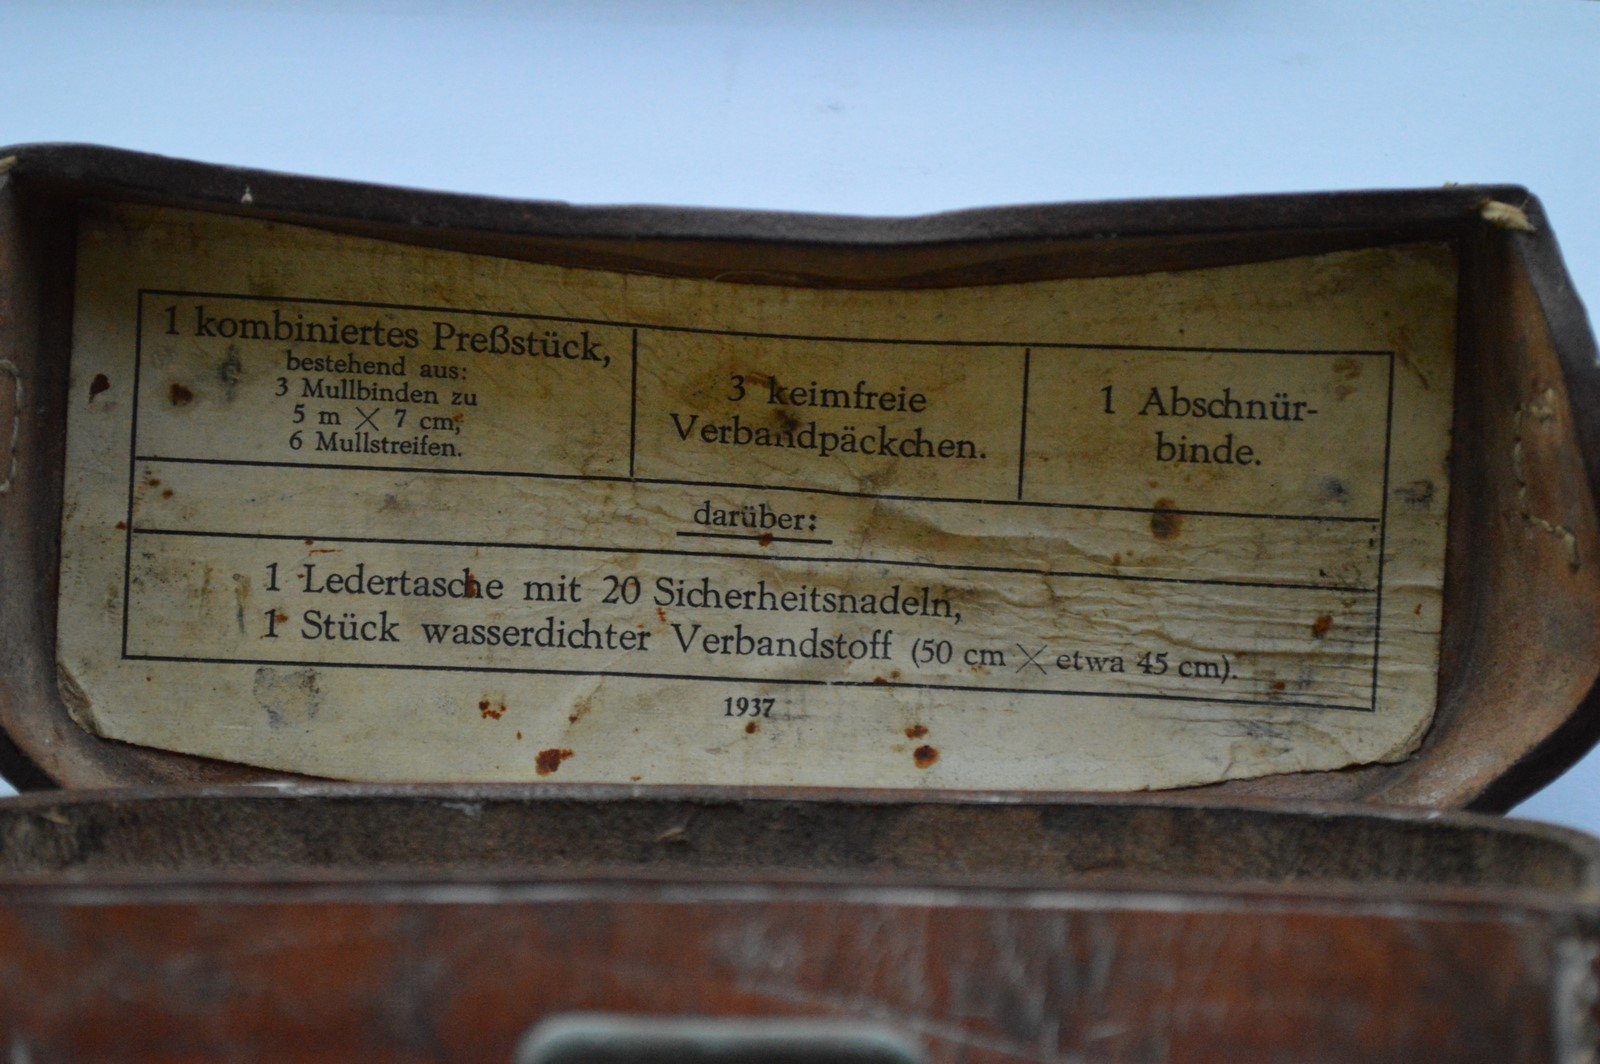 1 kombiniertes Preßstück,
bestehend aus:
3 Mullbinden zu
5 m × 7 cm,
6 Mullstreifen.
3 keimfreie
Verbandpäckchen.
1 Abschnür-
binde.
darüber:
1 Ledertasche mit 20 Sicherheitsnadeln,
1 Stück wasserdichter Verbandstoff (50 cm × etwa 45 cm).
1937